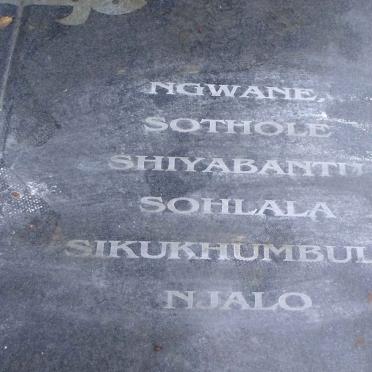 NGWANE,
SOTHOLE
SHIYABANTU
SOHLALA
SIKUKHUMBUL
NJALO